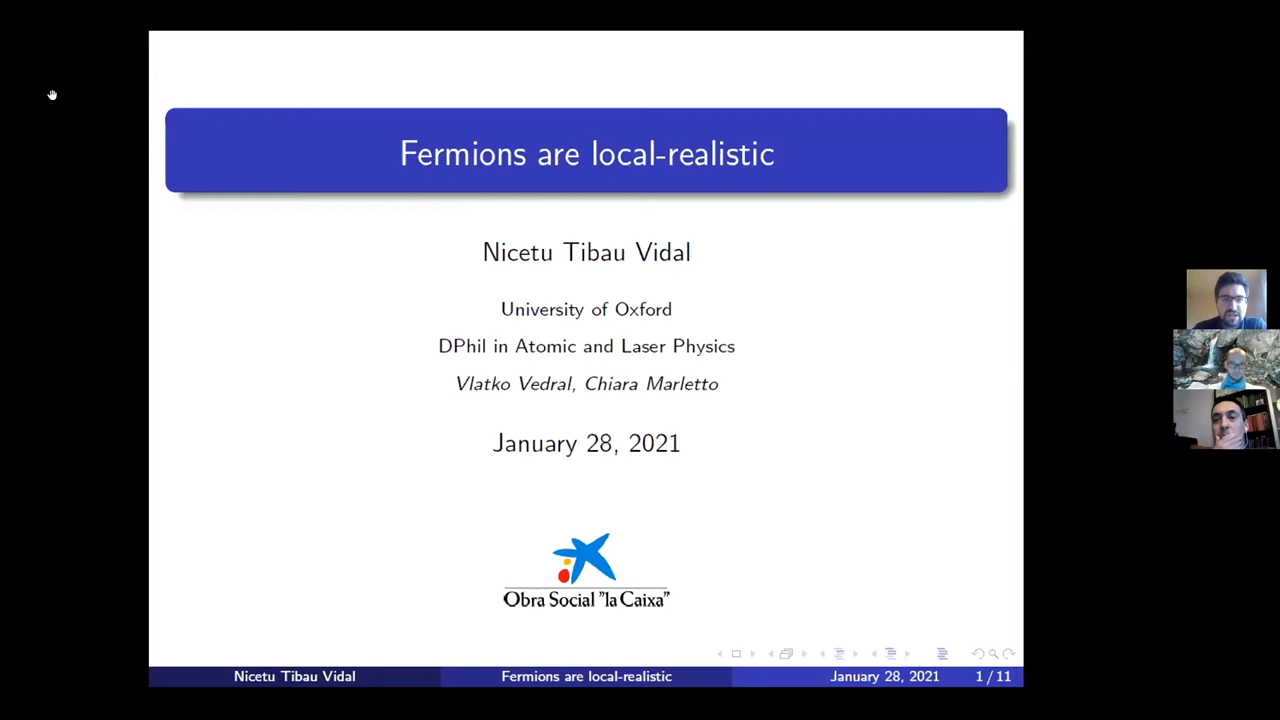 Fermions are local-realistic
Nicetu Tibau Vidal
University of Oxford
DPhil in Atomic and Laser Physics
Vlatko Vedral, Chiara Marletto
January 28, 2021
Obra Social "la Caixa"
Nicetu Tibau Vidal
Fermions are local-realistic
January 28, 2021
1 / 11